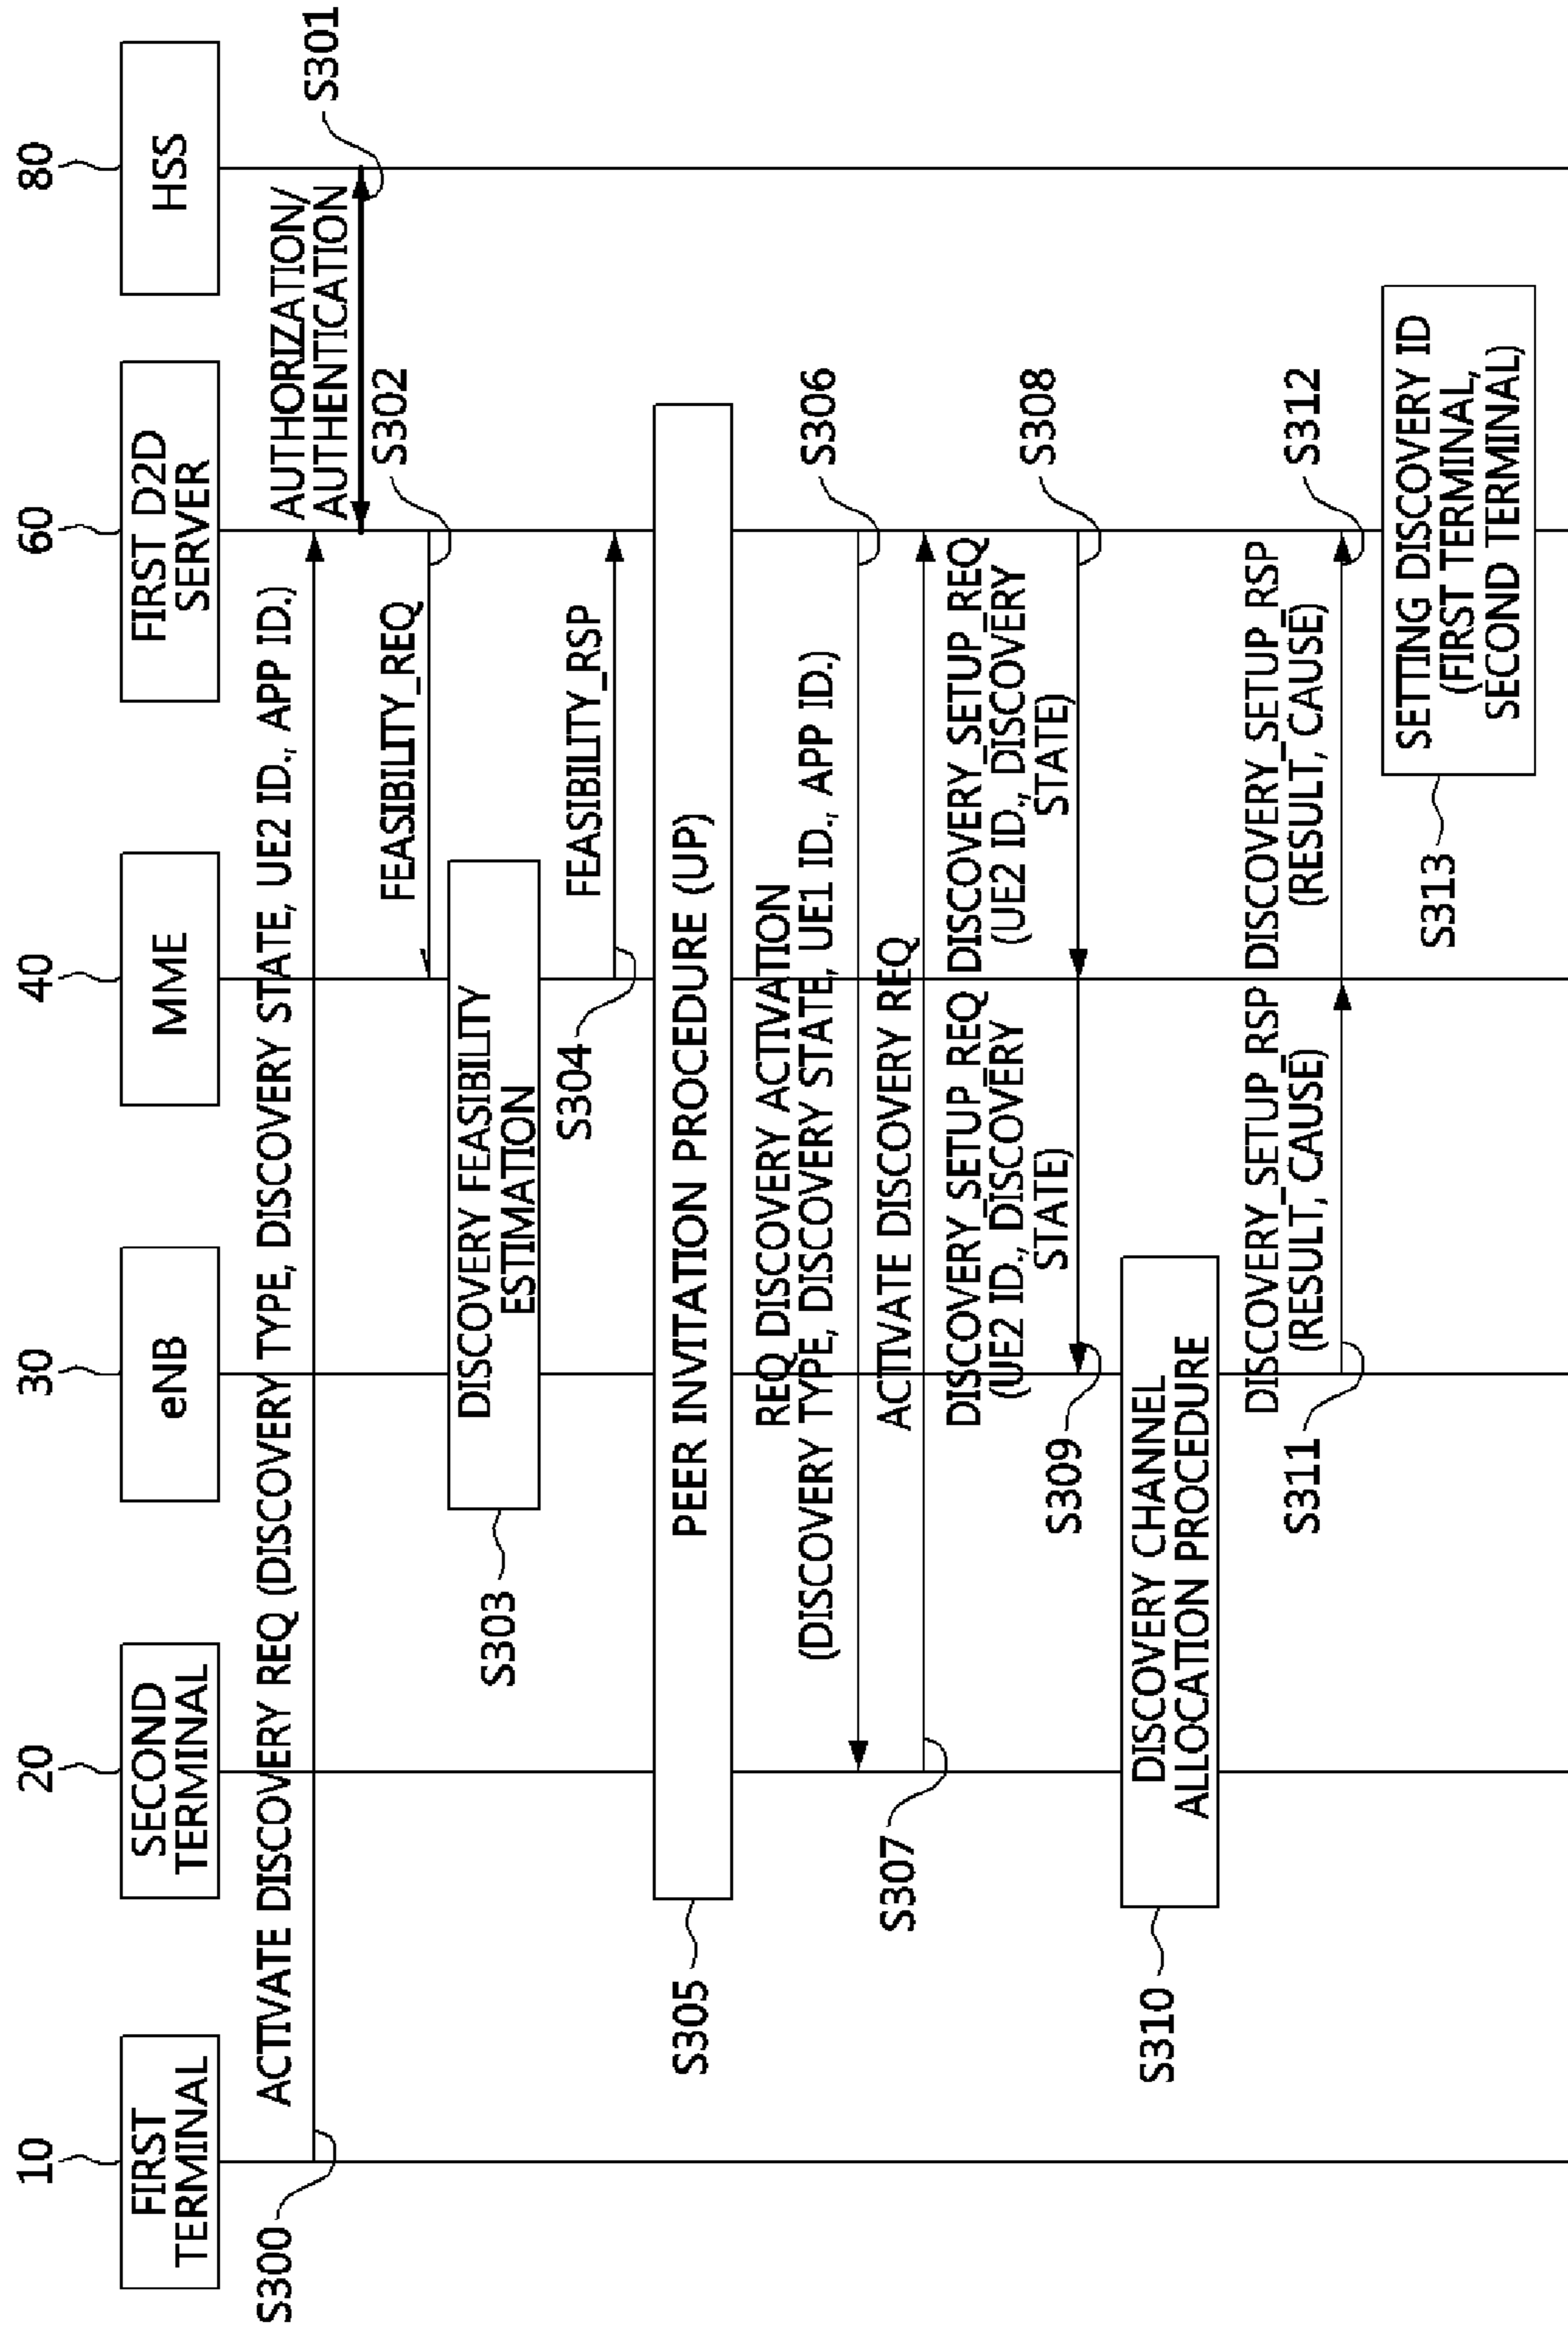 10
FIRST
TERMINAL
20
SECOND
TERMINAL
30
eNB
40
MME
60
FIRST D2D
SERVER
80
HSS
S300
ACTIVATE DISCOVERY REQ (DISCOVERY TYPE, DISCOVERY STATE, UE2 ID., APP ID.)
AUTHORIZATION/
AUTHENTICATION
S301
FEASIBILITY_REQ
S302
S303
DISCOVERY FEASIBILITY
ESTIMATION
S304
FEASIBILITY_RSP
S305
PEER INVITATION PROCEDURE (UP)
REQ DISCOVERY ACTIVATION
(DISCOVERY TYPE, DISCOVERY STATE, UE1 ID., APP ID.)
S306
S307
ACTIVATE DISCOVERY REQ
DISCOVERY_SETUP_REQ
(UE2 ID., DISCOVERY
STATE)
S309
DISCOVERY_SETUP_REQ
(UE2 ID., DISCOVERY
STATE)
S308
S310
DISCOVERY CHANNEL
ALLOCATION PROCEDURE
DISCOVERY_SETUP_RSP
(RESULT, CAUSE)
S311
DISCOVERY_SETUP_RSP
(RESULT, CAUSE)
S312
S313
SETTING DISCOVERY ID
(FIRST TERMINAL,
SECOND TERMINAL)